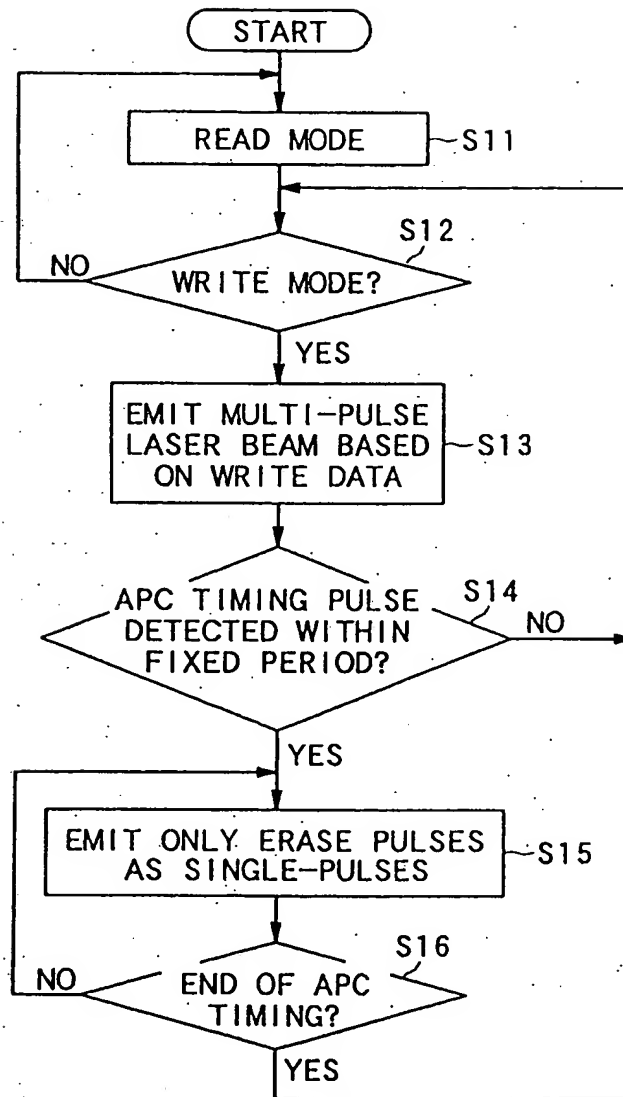 START
READ MODE
S11
S12
NO
WRITE MODE?
YES
EMIT MULTI-PULSE
LASER BEAM BASED
ON WRITE DATA
S13
APC TIMING PULSE
DETECTED WITHIN
FIXED PERIOD?
S14
NO
YES
EMIT ONLY ERASE PULSES
AS SINGLE-PULSES
S15
S16
NO
END OF APC
TIMING?
YES